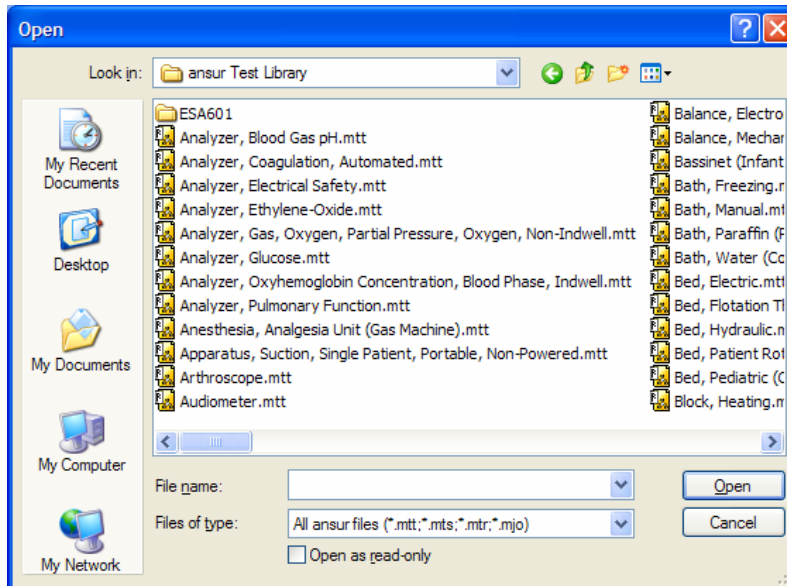 Open
Look in:
ansur Test Library
My Recent
Documents
Desktop
My Documents
My Computer
My Network
ESA601
Analyzer, Blood Gas pH.mtt
Analyzer, Coagulation, Automated.mtt
Analyzer, Electrical Safety.mtt
Analyzer, Ethylene-Oxide.mtt
Analyzer, Gas, Oxygen, Partial Pressure, Oxygen, Non-Indwell.mtt
Analyzer, Glucose.mtt
Analyzer, Oxyhemoglobin Concentration, Blood Phase, Indwell.mtt
Analyzer, Pulmonary Function.mtt
Anesthesia, Analgesia Unit (Gas Machine).mtt
Apparatus, Suction, Single Patient, Portable, Non-Powered.mtt
Arthroscope.mtt
Audiometer.mtt
Balance, Electro
Balance, Mechar
Bassinet (Infant
Bath, Freezing.r
Bath, Manual.mt
Bath, Paraffin (F
Bath, Water (Co
Bed, Electric.mtt
Bed, Flotation Tl
Bed, Hydraulic.n
Bed, Patient Rot
Bed, Pediatric (C
Block, Heating.m
File name:
Open
Files of type:
All ansur files (*.mtt;*.mts;*.mtr;*.mjo)
Cancel
Open as read-only